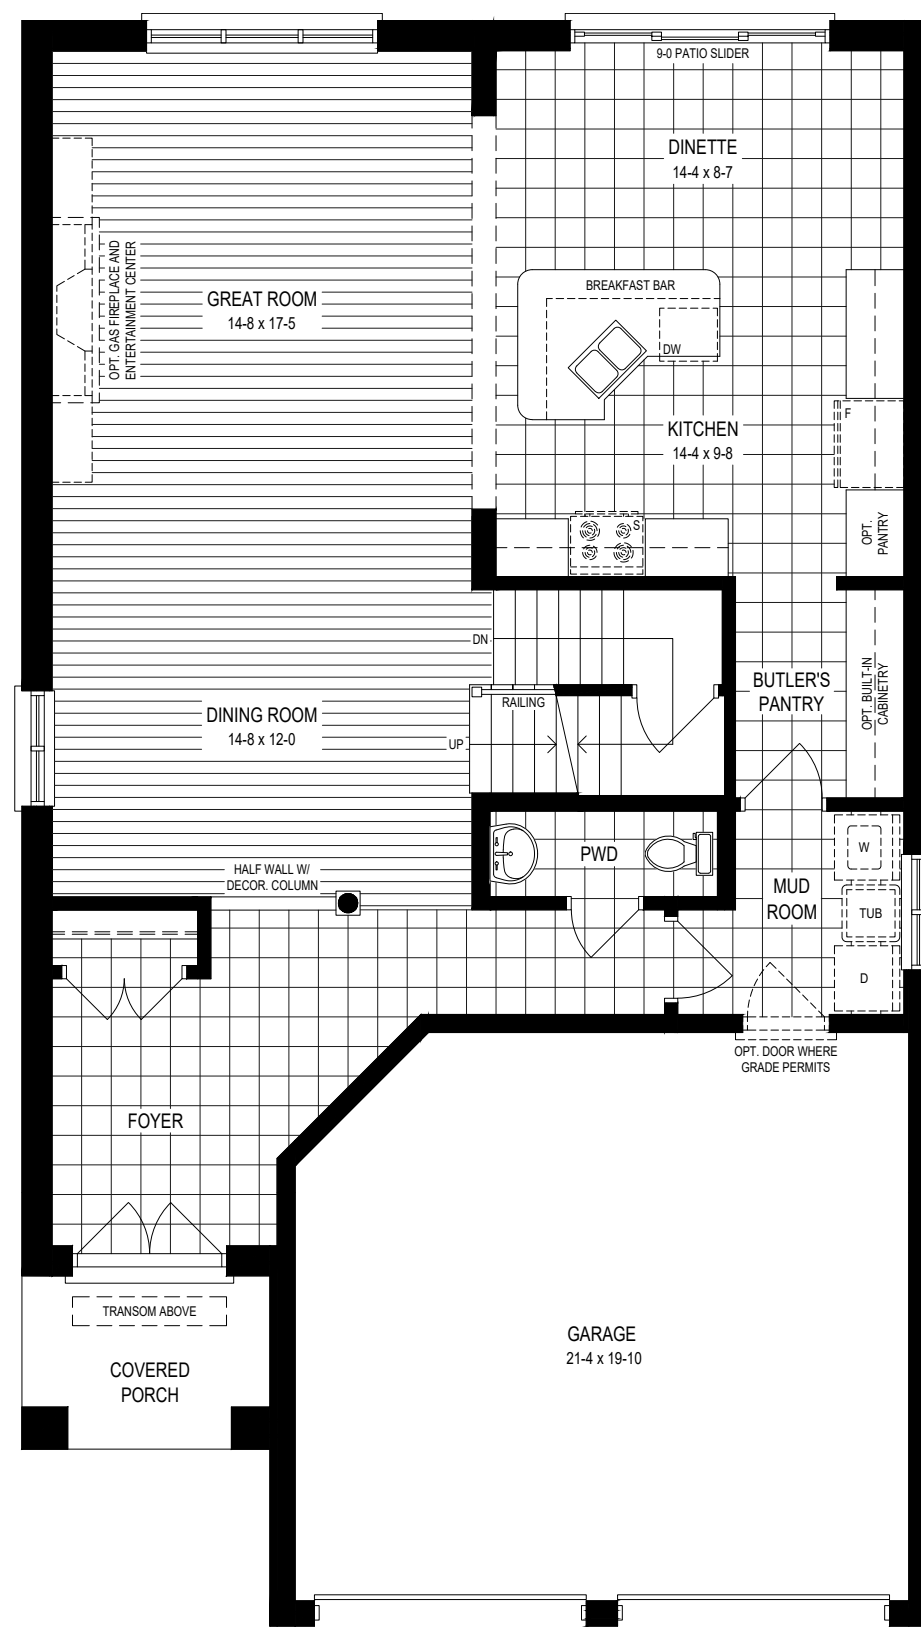 9-0 PATIO SLIDER
DINETTE
14-4 x 8-7
OPT. GAS FIREPLACE AND
ENTERTAINMENT CENTER
GREAT ROOM
14-8 x 17-5
BREAKFAST BAR
DW
KITCHEN
14-4 x 9-8
F
S
OPT.
PANTRY
DN
RAILING
UP
DINING ROOM
14-8 x 12-0
BUTLER'S
PANTRY
OPT. BUILT-IN
CABINETRY
HALF WALL W/
DECOR. COLUMN
PWD
W
MUD
ROOM
TUB
D
OPT. DOOR WHERE
GRADE PERMITS
FOYER
TRANSOM ABOVE
COVERED
PORCH
GARAGE
21-4 x 19-10